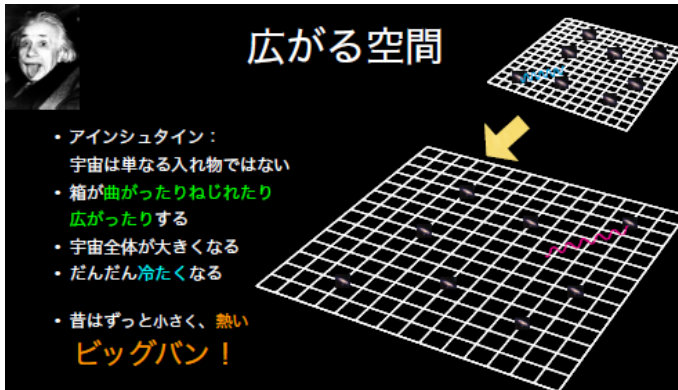 広がる空間
• アインシュタイン：
宇宙は単なる入れ物ではない
• 箱が曲がったりねじれたり
広がったりする
• 宇宙全体が大きくなる
• だんだん冷たくなる
• 昔はずっと小さく、熱い
ビッグバン！